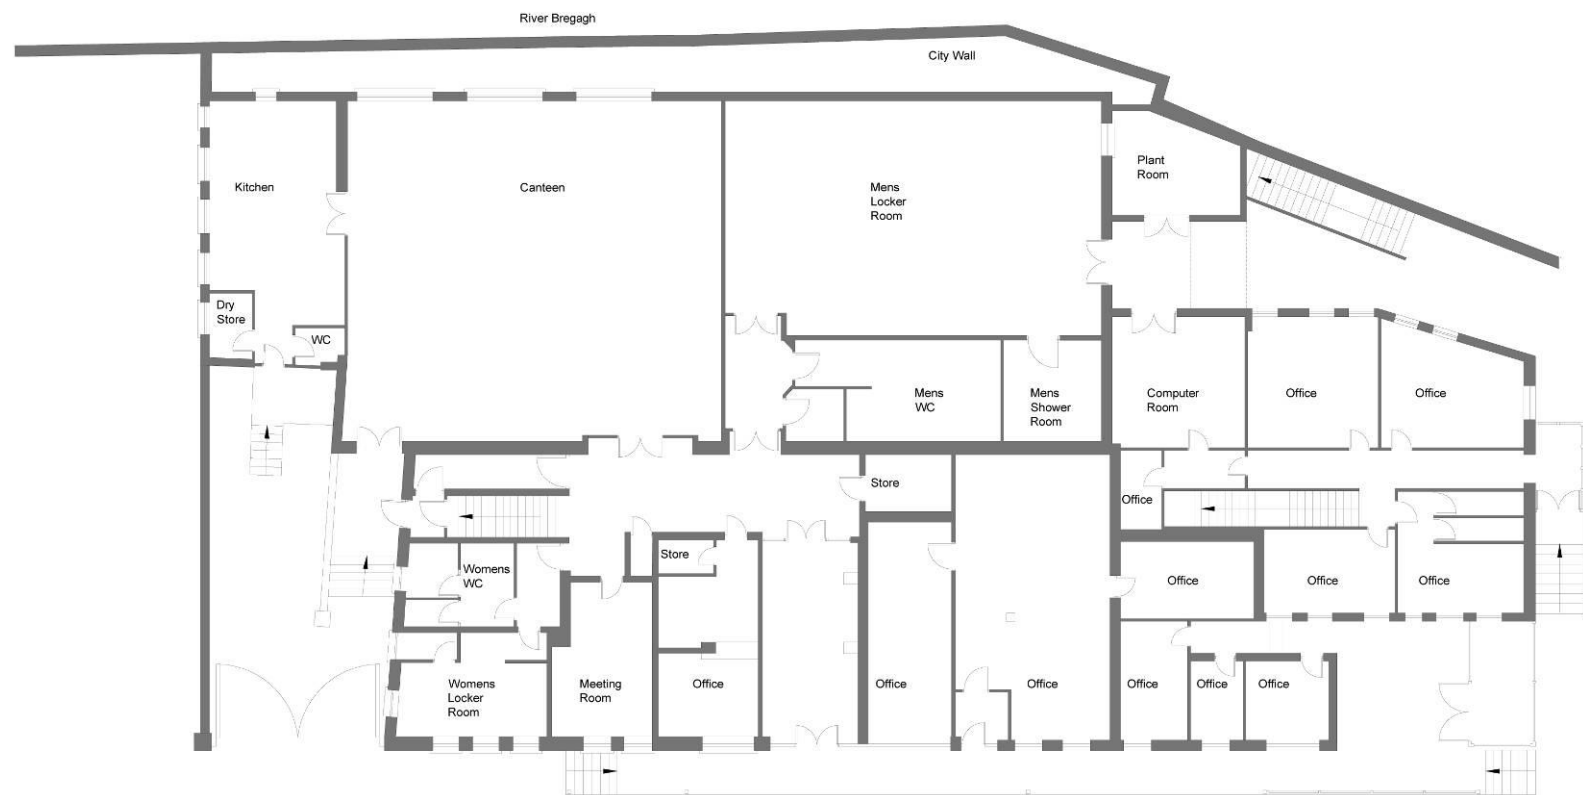 River Bregagh
City Wall
Kitchen
Canteen
Mens
Locker
Room
Plant
Room
Dry
Store
WC
Mens
WC
Mens
Shower
Room
Computer
Room
Office
Office
Store
Office
Store
Womens
WC
Office
Office
Office
Womens
Locker
Room
Meeting
Room
Office
Office
Office
Office
Office
Office